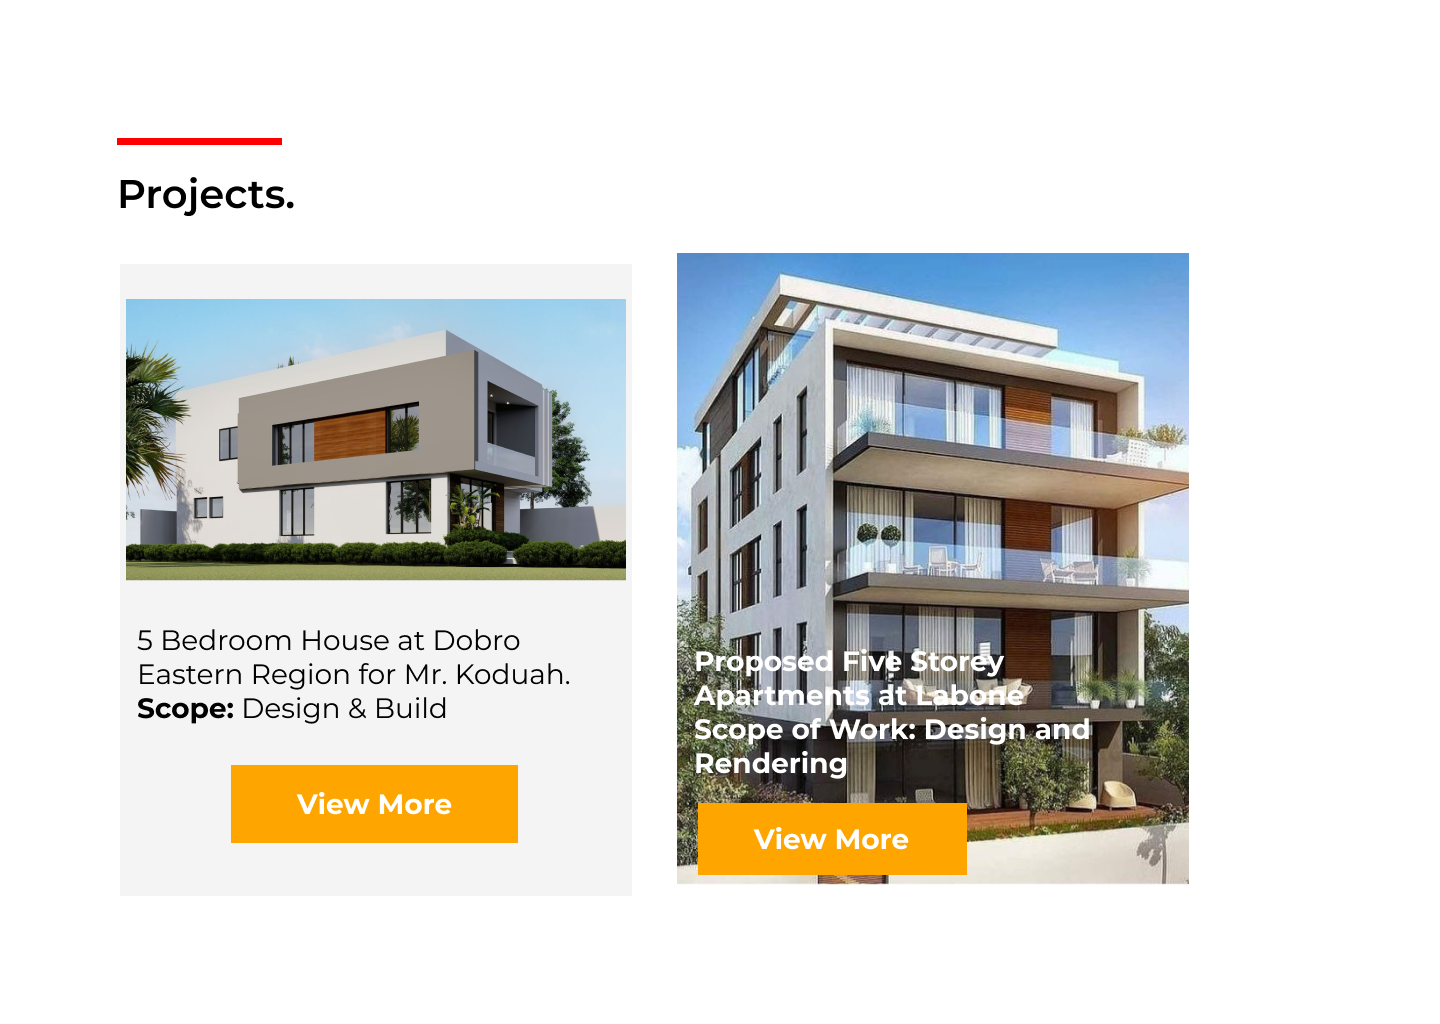 Projects.
5 Bedroom House at Dobro
Eastern Region for Mr. Koduah.
Scope: Design & Build
View More
Proposed Five Storey
Apartments at Labone
Scope of Work: Design and
Rendering
View More